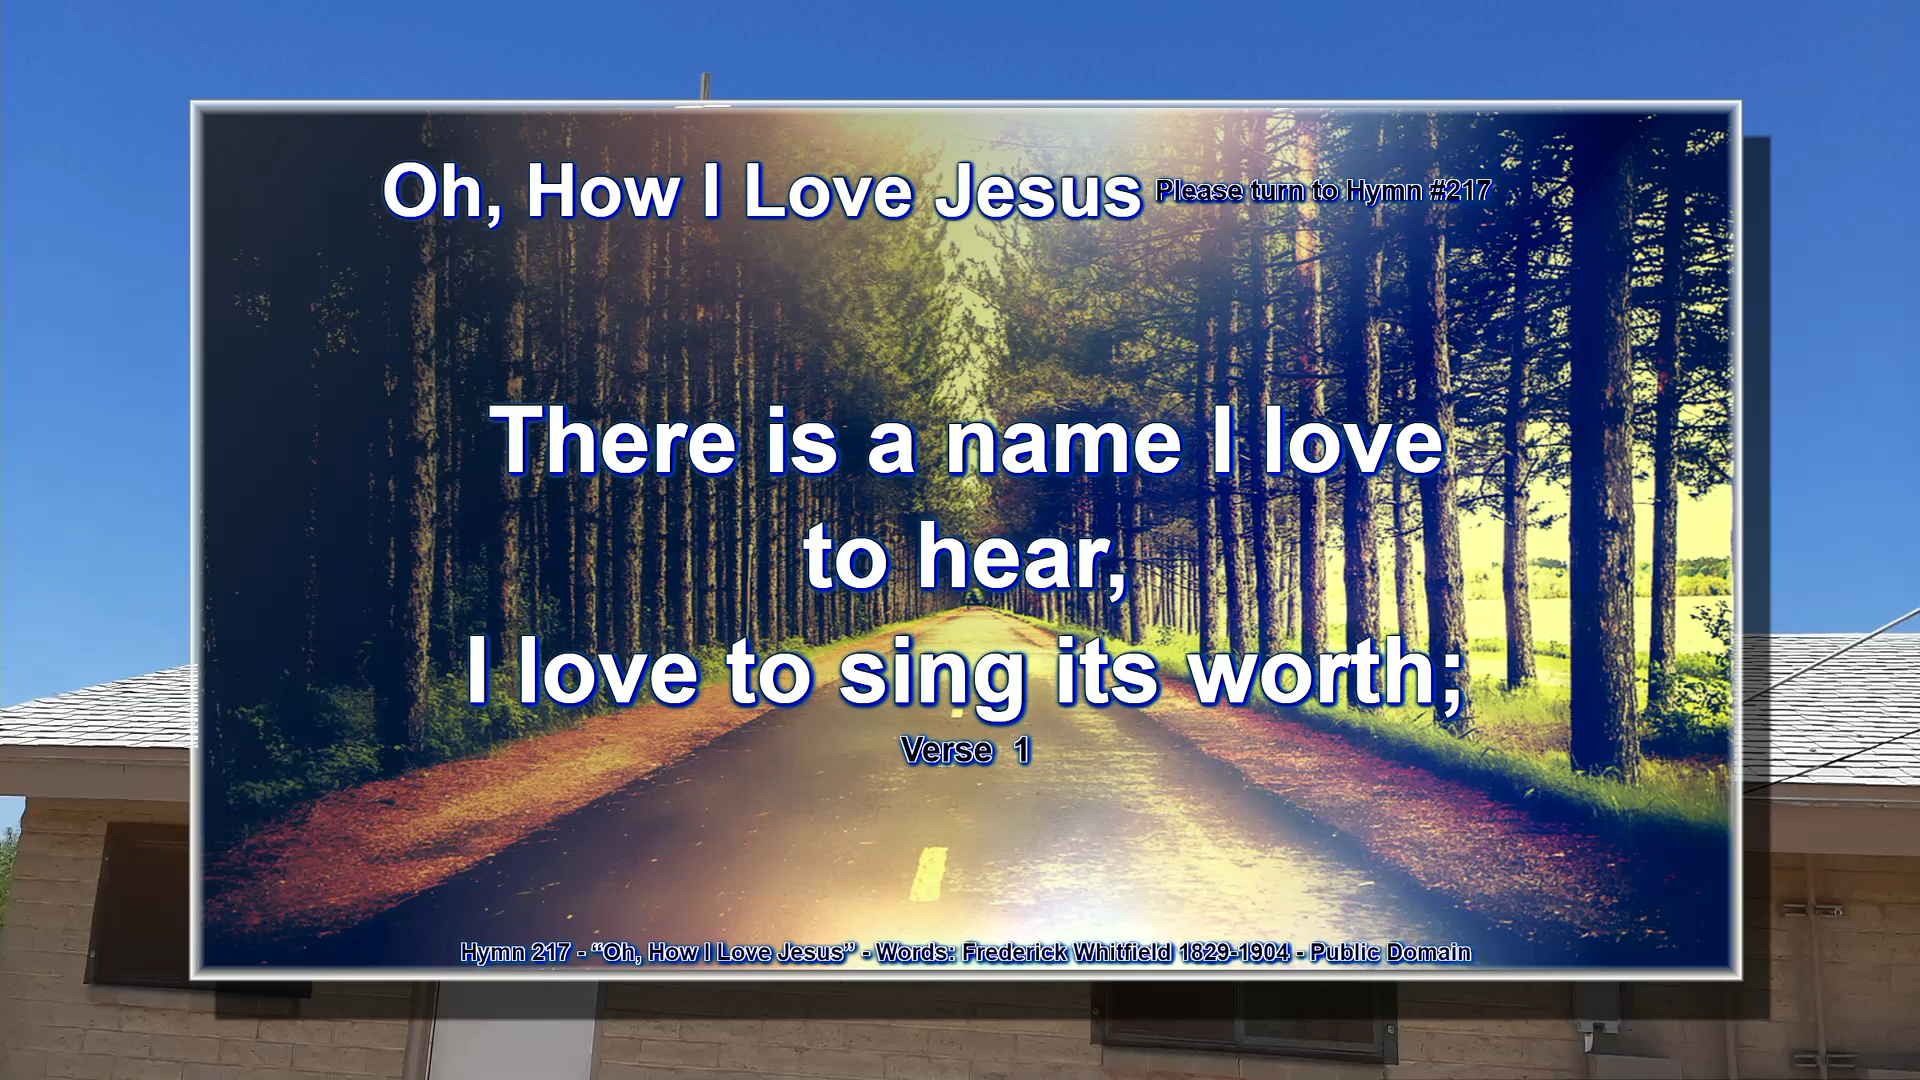 Oh, How I Love Jesus Please turn to Hymn #217
There is a name I love
to hear,
I love to sing its worth;
Verse 1
Hymn 217 - “Oh, How I Love Jesus” - Words: Frederick Whitfield 1829-1904 - Public Domain